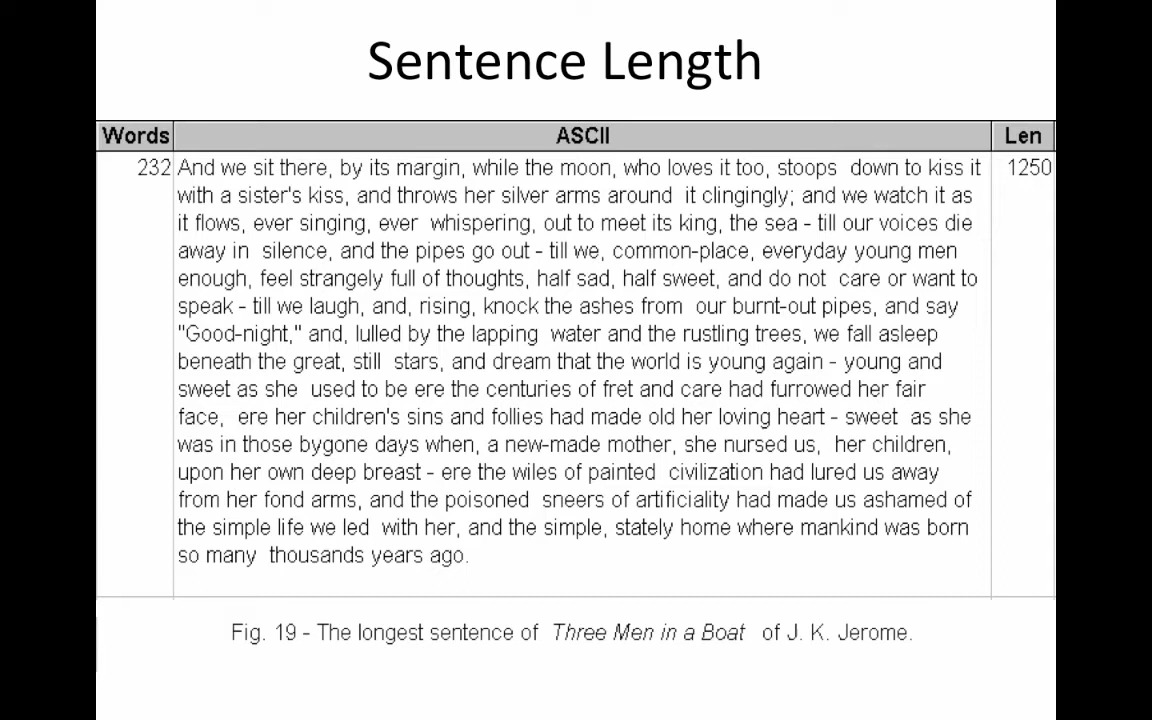 Sentence Length
Words ASCII Len
232 And we sit there, by its margin, while the moon, who loves it too, stoops  down to kiss it 1250
with a sister's kiss, and throws her silver arms around  it clingingly; and we watch it as
it flows, ever singing, ever  whispering, out to meet its king, the sea - till our voices die
away in  silence, and the pipes go out - till we, common-place, everyday young men
enough, feel strangely full of thoughts, half sad, half sweet, and do not  care or want to
speak - till we laugh, and, rising, knock the ashes from  our burnt-out pipes, and say
"Good-night," and, lulled by the lapping  water and the rustling trees, we fall asleep
beneath the great, still  stars, and dream that the world is young again - young and
sweet as she  used to be ere the centuries of fret and care had furrowed her fair
face,  ere her children's sins and follies had made old her loving heart - sweet  as she
was in those bygone days when, a new-made mother, she nursed us,  her children,
upon her own deep breast - ere the wiles of painted  civilization had lured us away
from her fond arms, and the poisoned  sneers of artificiality had made us ashamed of
the simple life we led  with her, and the simple, stately home where mankind was born
so many  thousands years ago.
Fig. 19 - The longest sentence of  Three Men in a Boat  of J. K. Jerome.